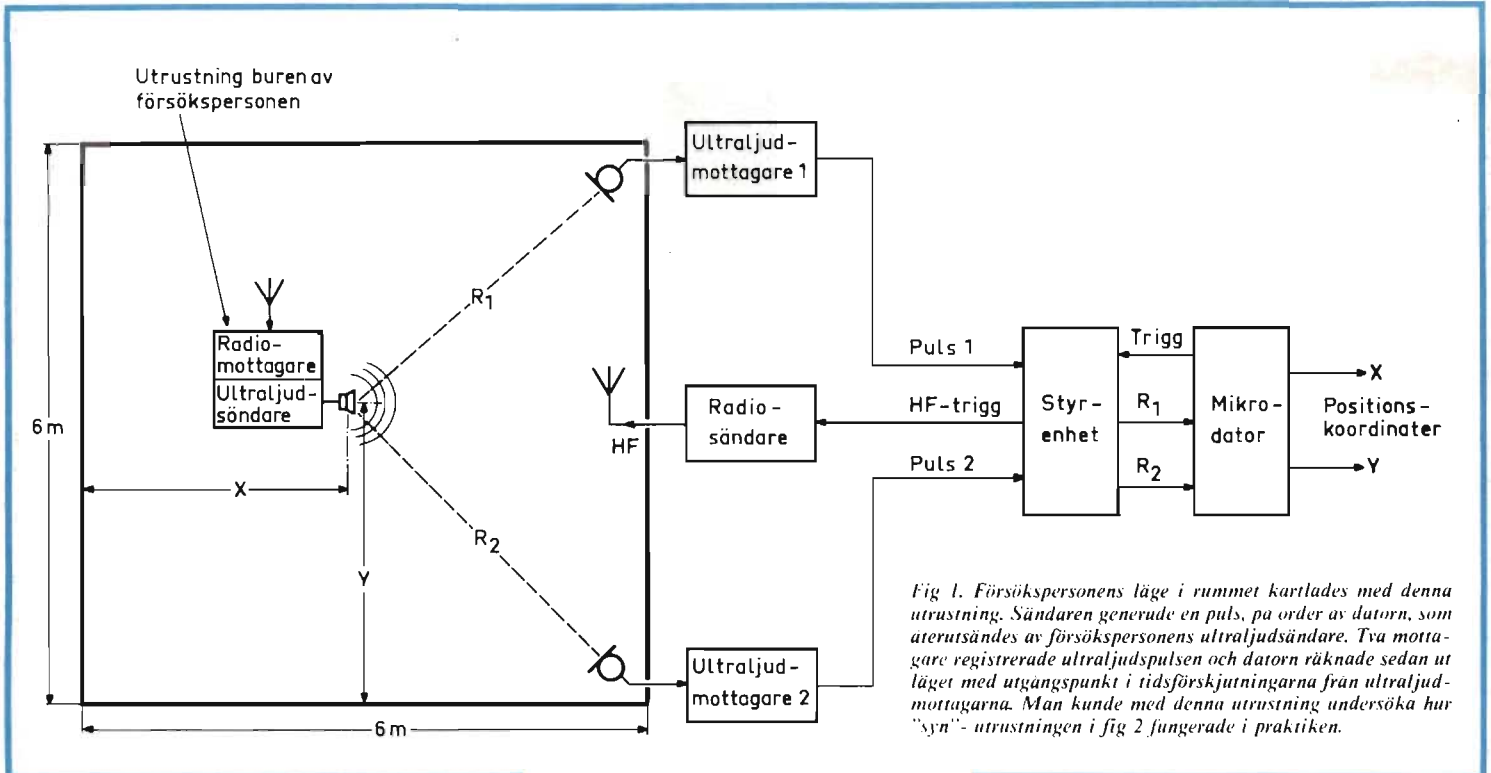 Utrustning buren av
försökspersonen
Ultraljud-
mottagare 1
R1
Radio-
mottagare
Ultraljud-
söndare
6 m
X
Y
R2
HF
Radio-
sändare
Puls 1
HF-trigg
Puls 2
Styr-
enhet
Trigg
R1
R2
Mikro-
dator
X
Positions-
koordinater
Y
Ultraljud-
mottagare 2
6 m
Fig 1. Försökspersonens läge i rummet kartlades med denna
utrustning. Sändaren generade en puls, på order av datorn, som
återutsändes av försökspersonens ultraljudsändare. Två motta-
gare registrerade ultraljudspulsen och datorn räknade sedan ut
läget med utgångspunkt i tidsförskjutningarna från ultraljud-
mottagarna. Man kunde med denna utrustning undersöka hur
"syn"- utrustningen i fig 2 fungerade i praktiken.